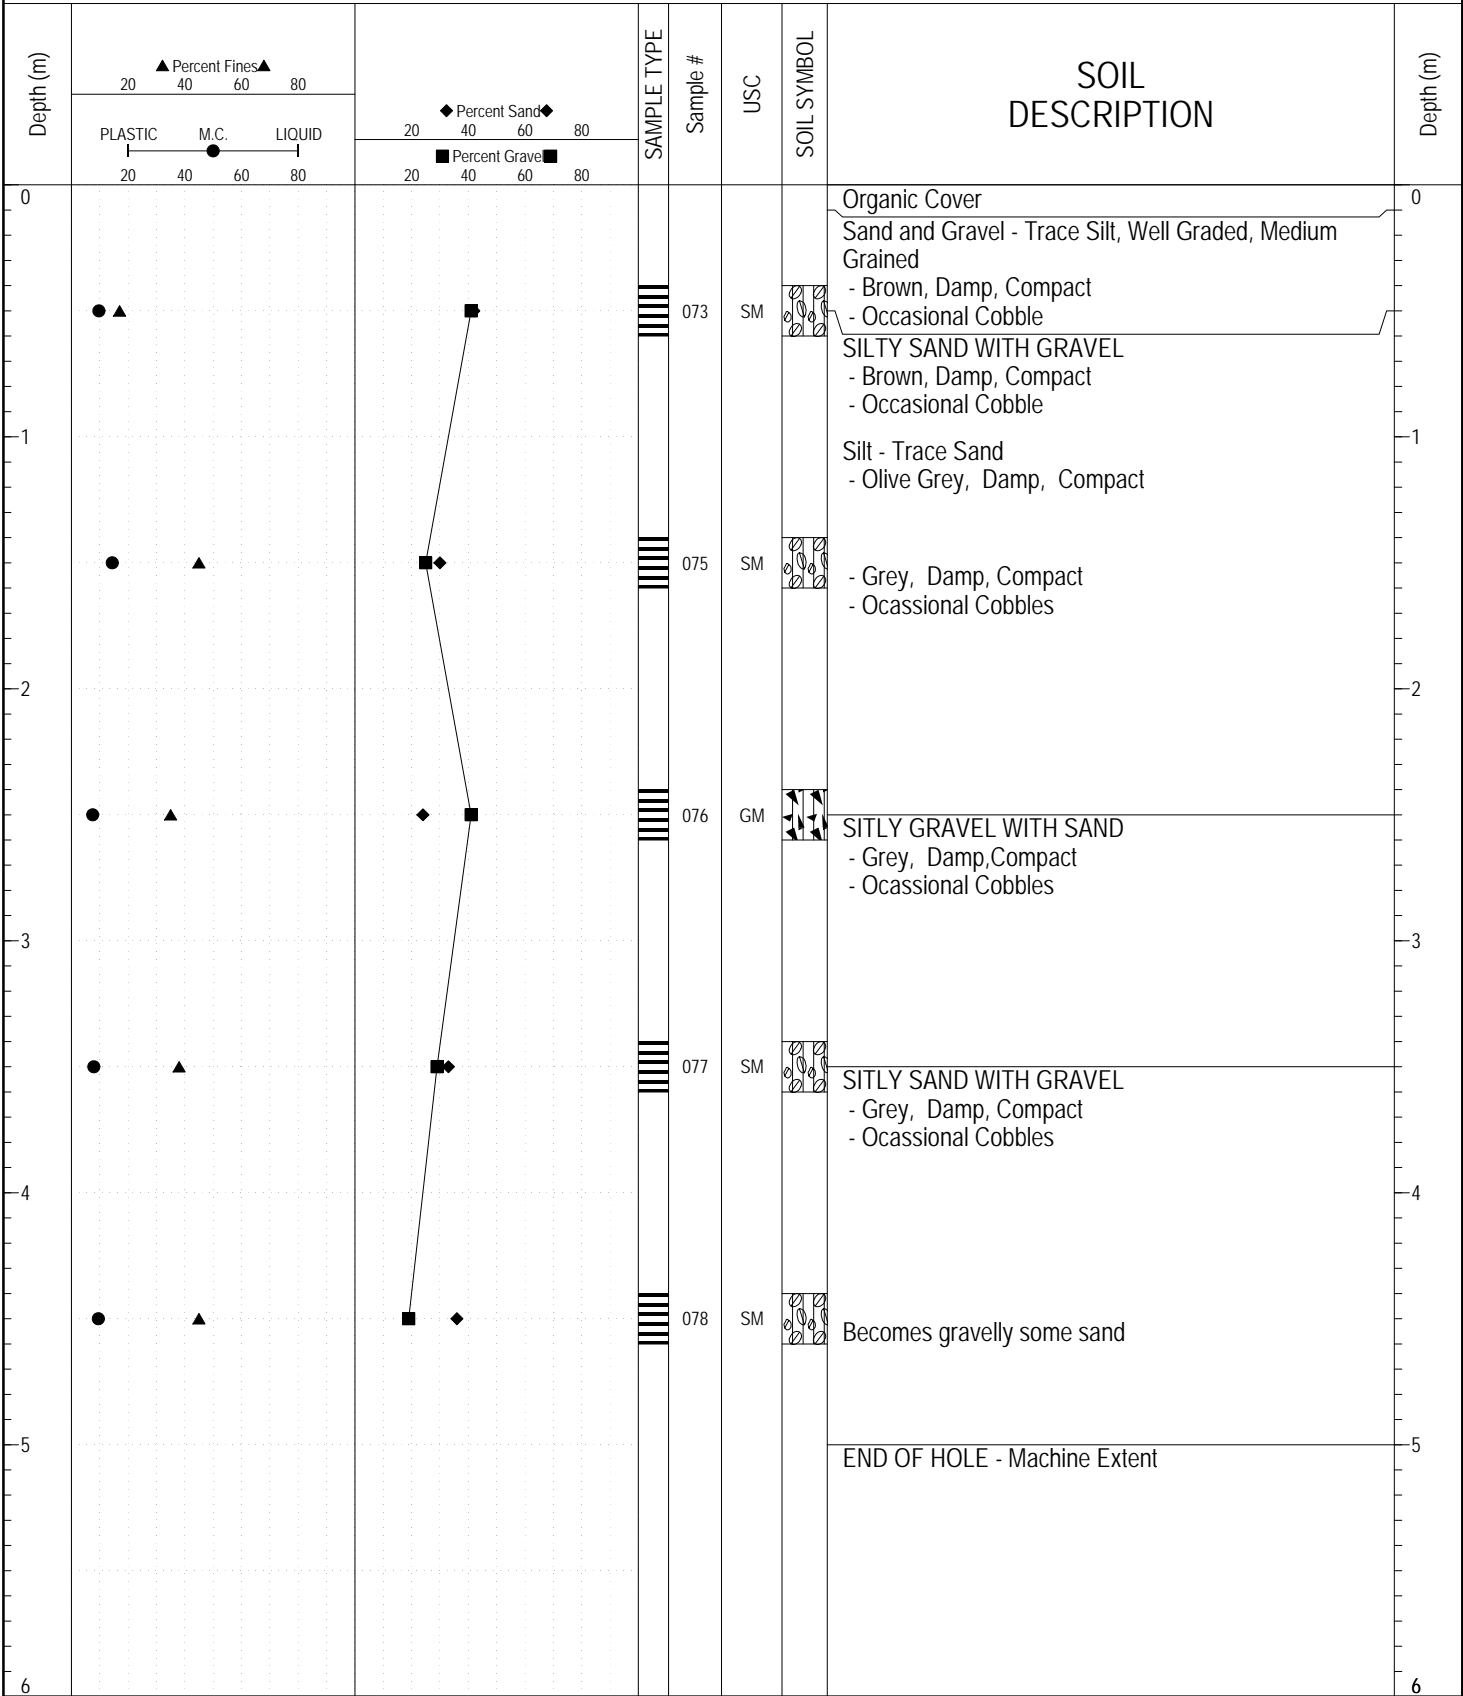 Depth (m)
▲ Percent Fines ▲
20 40 60 80
PLASTIC M.C. LIQUID
20 40 60 80
◆ Percent Sand ◆
20 40 60 80
■ Percent Gravel ■
20 40 60 80
SAMPLE TYPE
Sample #
USC
SOIL SYMBOL
SOIL
DESCRIPTION
Depth (m)
0 Organic Cover 0
Sand and Gravel - Trace Silt, Well Graded, Medium
Grained
- Brown, Damp, Compact
073 SM - Occasional Cobble
SILTY SAND WITH GRAVEL
- Brown, Damp, Compact
- Occasional Cobble
1 1
Silt - Trace Sand
- Olive Grey, Damp, Compact
075 SM - Grey, Damp, Compact
- Ocassional Cobbles
2 2
076 GM
SITLY GRAVEL WITH SAND
- Grey, Damp,Compact
- Ocassional Cobbles
3 3
077 SM
SITLY SAND WITH GRAVEL
- Grey, Damp, Compact
- Ocassional Cobbles
4 4
078 SM Becomes gravelly some sand
5 5
END OF HOLE - Machine Extent
6 6